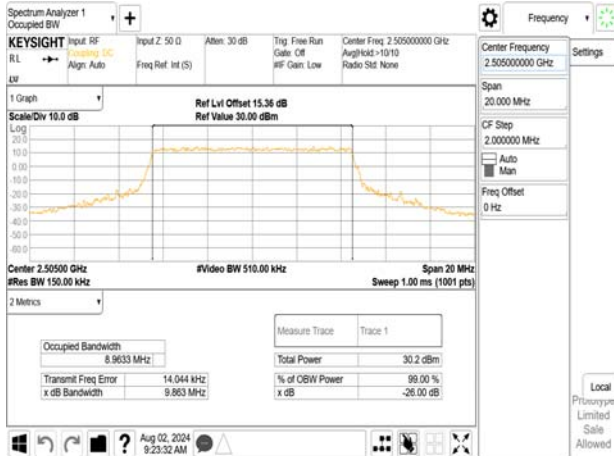 Spectrum Analyzer 1
Occupied BW
+
Frequency
KEYSIGHT
RL
Input: RF
Coupling: DC
Align: Auto
Input Z: 50 Ω
Freq Ref: Int (S)
Atten: 30 dB
Trig: Free Run
Gate: Off
#IF Gain: Low
Center Freq: 2.505000000 GHz
Avg|Hold:>10/10
Radio Std: None
1 Graph
Scale/Div 10.0 dB
Ref Lvl Offset 15.36 dB
Ref Value 30.00 dBm
Log
20.0
10.0
0.00
-10.0
-20.0
-30.0
-40.0
-50.0
-60.0
Center 2.50500 GHz
#Res BW 150.00 kHz
#Video BW 510.00 kHz
Span 20 MHz
Sweep 1.00 ms (1001 pts)
2 Metrics
Measure Trace
Trace 1
Occupied Bandwidth
8.9633 MHz
Total Power
30.2 dBm
Transmit Freq Error
14.044 kHz
% of OBW Power
99.00 %
x dB Bandwidth
9.863 MHz
x dB
-26.00 dB
?
Aug 02, 2024
9:23:32 AM
Center Frequency
2.505000000 GHz
Settings
Span
20.000 MHz
CF Step
2.000000 MHz
Auto
Man
Freq Offset
0 Hz
Local
Prototype
Limited
Sale
Allowed